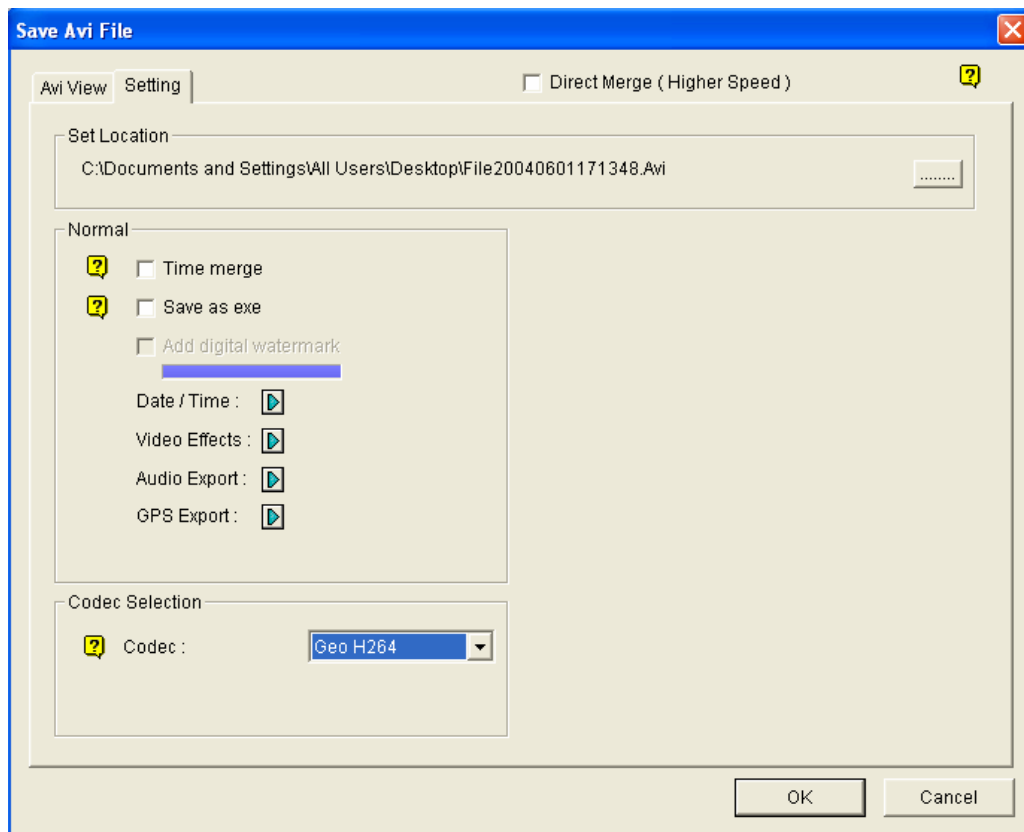 Save Avi File
Avi View
Setting
Direct Merge ( Higher Speed )
Set Location
C:\Documents and Settings\All Users\Desktop\File20040601171348.Avi
........
Normal
Time merge
Save as exe
Add digital watermark
Date / Time :
Video Effects :
Audio Export :
GPS Export :
Codec Selection
Codec :
Geo H264
OK
Cancel